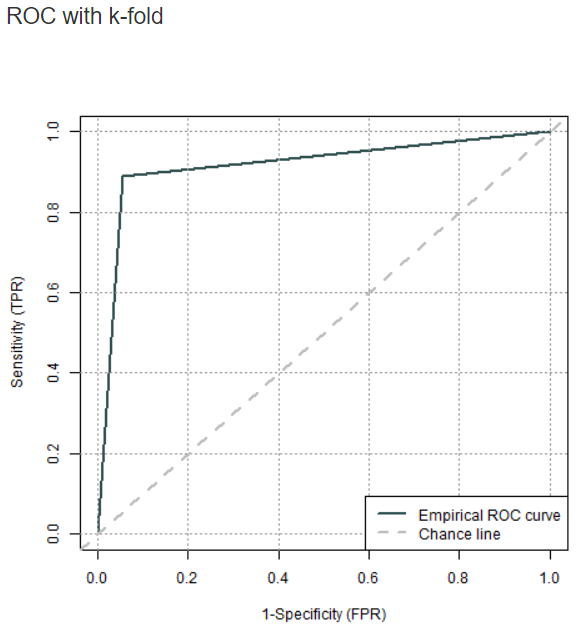 ROC with k-fold
1.0
0.8
0.6
0.4
0.2
0.0
Sensitivity (TPR)
Empirical ROC curve
Chance line
0.0 0.2 0.4 0.6 0.8 1.0
1-Specificity (FPR)